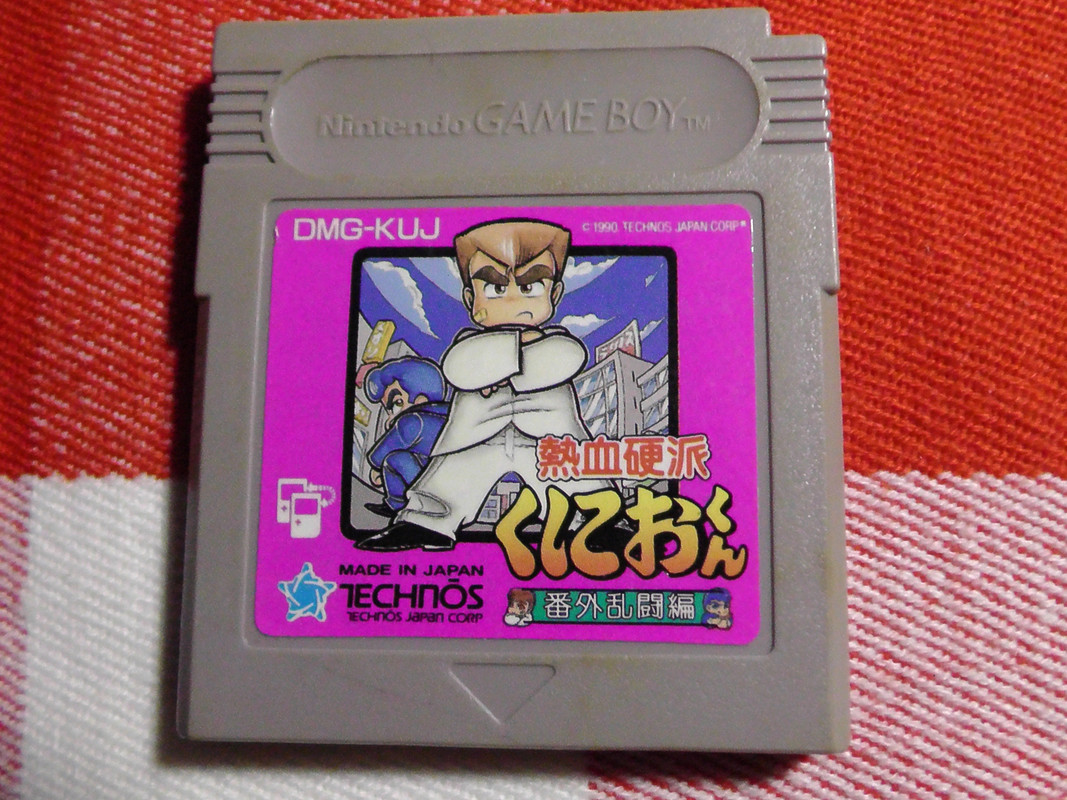 Nintendo GAME BOY TM
DMG-KUJ
© 1990. TECHNOS JAPAN CORP
熱血硬派
くにおくん
番外乱闘編
MADE IN JAPAN
TECHNŌS
TECHNŌS JAPAN CORP